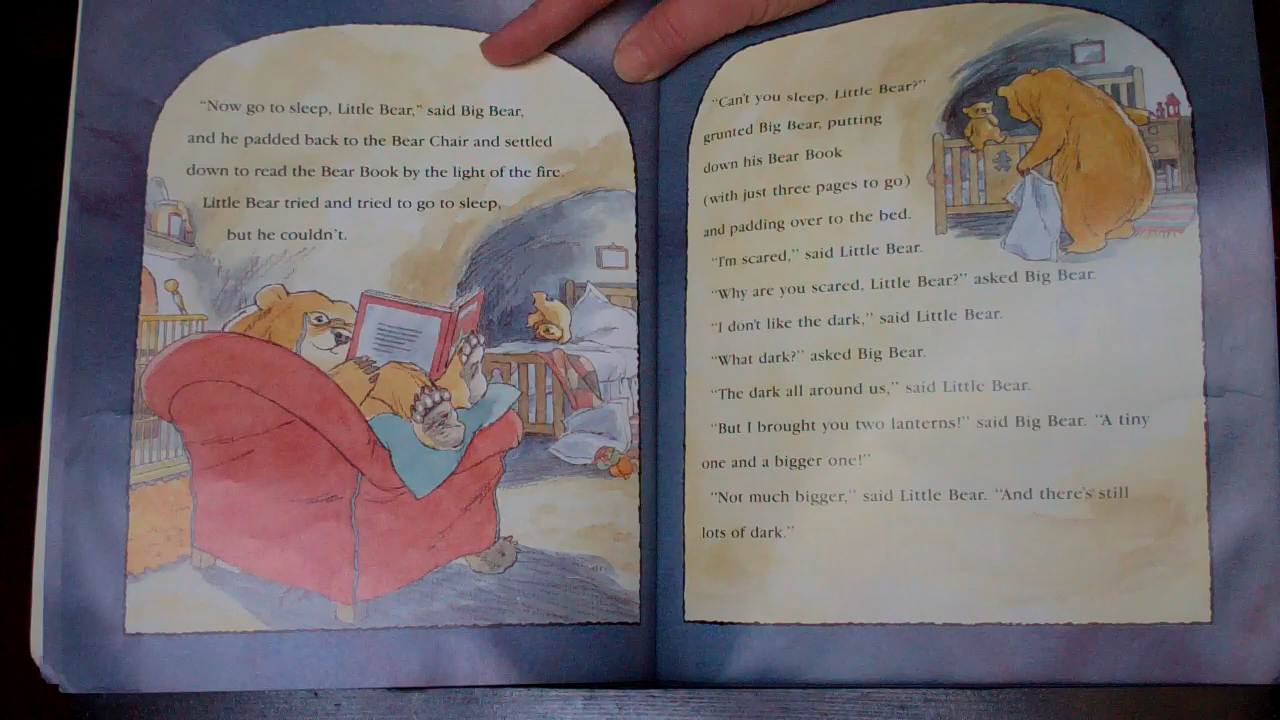 "Now go to sleep, Little Bear," said Big Bear,
and he padded back to the Bear Chair and settled
down to read the Bear Book by the light of the fire.
Little Bear tried and tried to go to sleep,
but he couldn't.
"Can't you sleep, Little Bear?"
grunted Big Bear, putting
down his Bear Book
(with just three pages to go)
and padding over to the bed.
"I'm scared," said Little Bear.
"Why are you scared, Little Bear?" asked Big Bear.
"I don't like the dark," said Little Bear.
"What dark?" asked Big Bear.
"The dark all around us," said Little Bear.
"But I brought you two lanterns!" said Big Bear. "A tiny
one and a bigger one!"
"Not much bigger," said Little Bear. "And there's still
lots of dark."